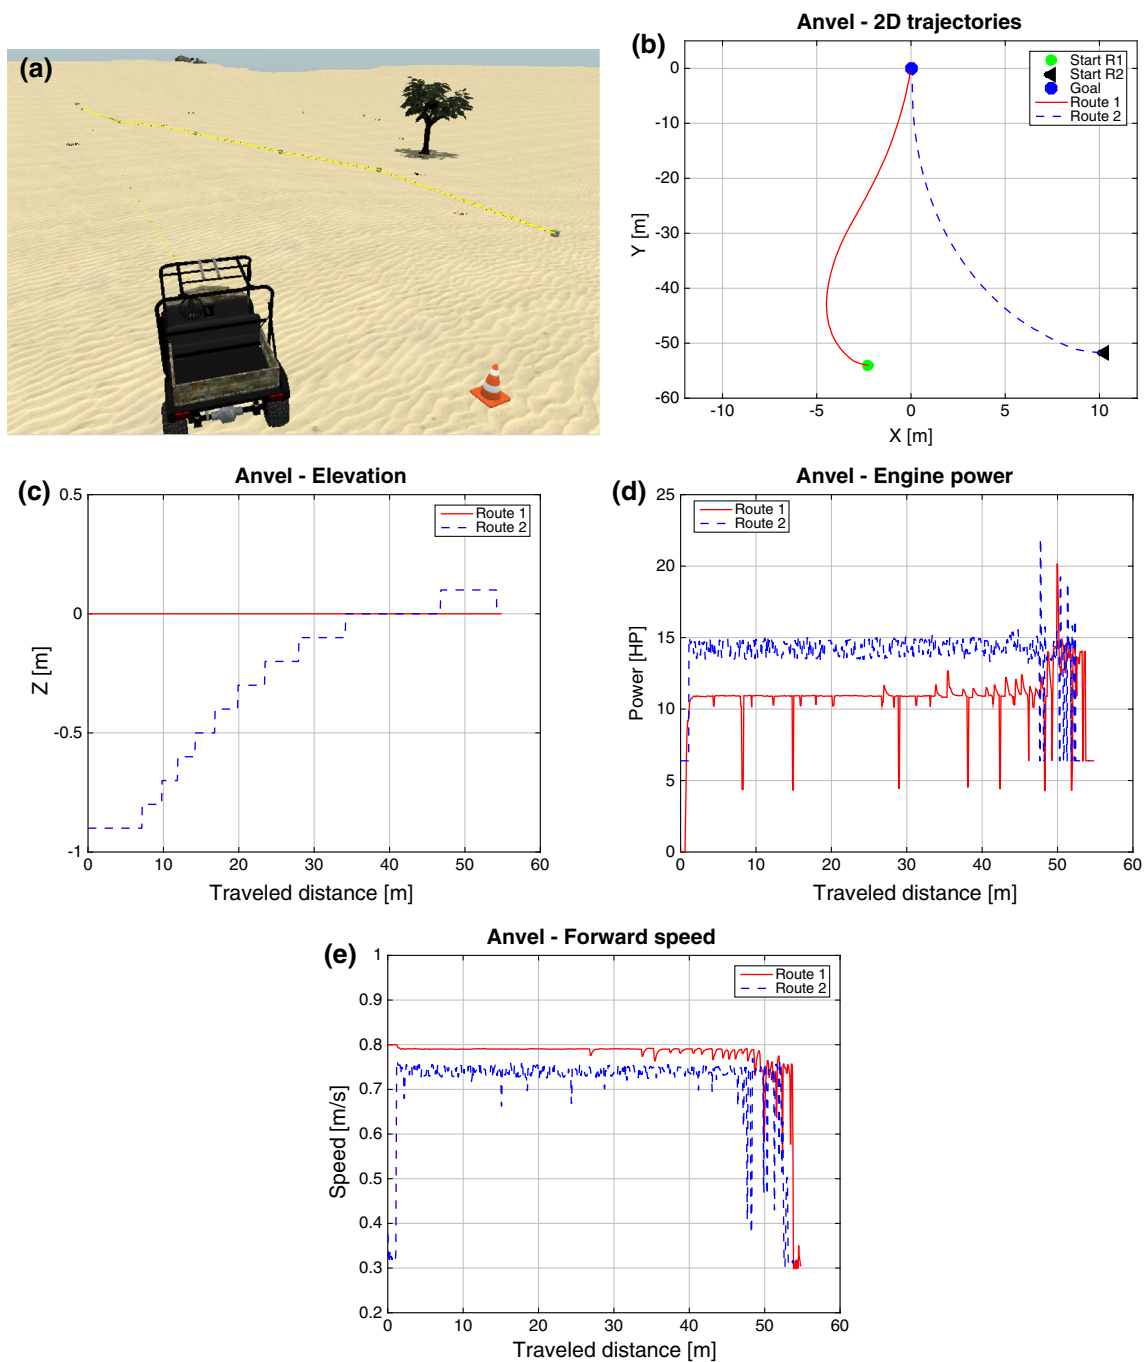 (a)
(b)
Anvel - 2D trajectories
Start R1
Start R2
Goal
Route 1
Route 2
0
-10
-20
-30
-40
-50
-60
Y [m]
-10
-5
0
5
10
X [m]
(c)
Anvel - Elevation
Route 1
Route 2
0.5
0
-0.5
-1
Z [m]
0
10
20
30
40
50
60
Traveled distance [m]
(d)
Anvel - Engine power
Route 1
Route 2
25
20
15
10
5
0
Power [HP]
0
10
20
30
40
50
60
Traveled distance [m]
(e)
Anvel - Forward speed
Route 1
Route 2
1
0.9
0.8
0.7
0.6
0.5
0.4
0.3
0.2
Speed [m/s]
0
10
20
30
40
50
60
Traveled distance [m]